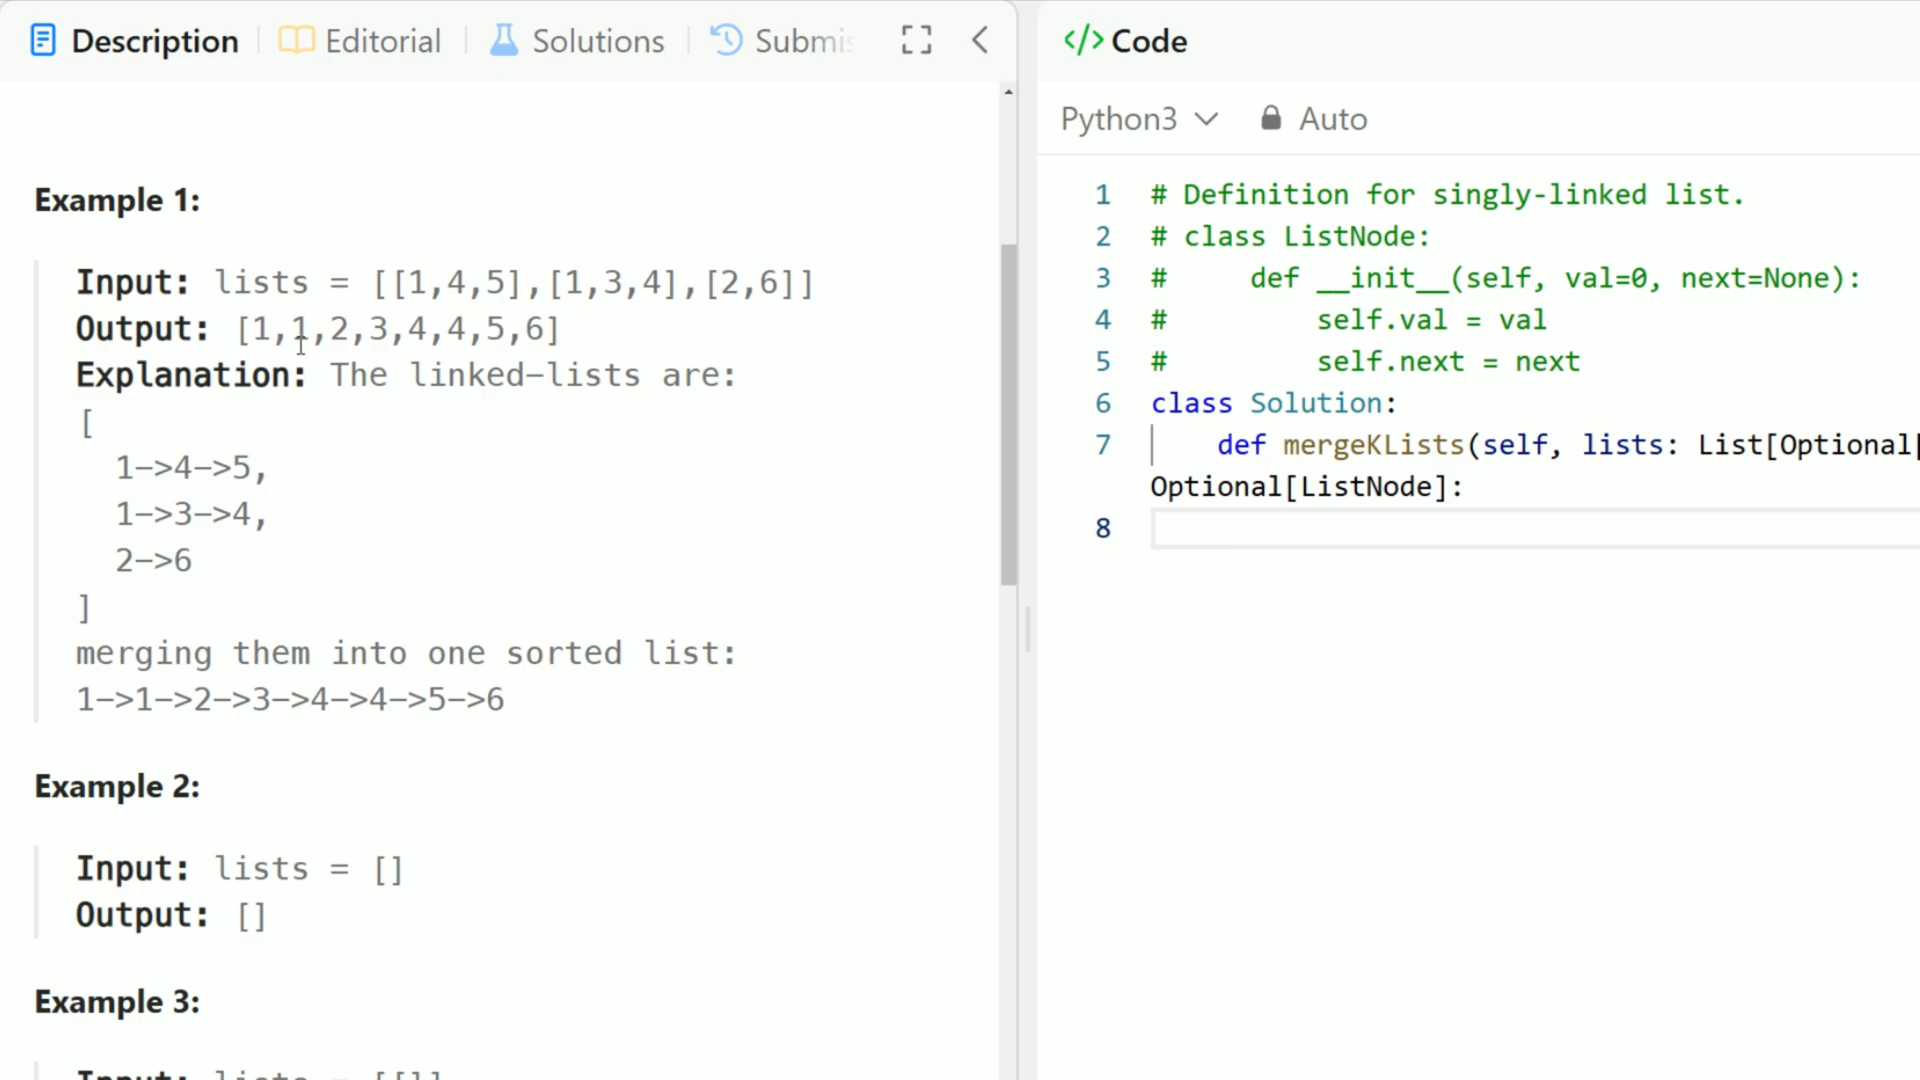 Description Editorial Solutions Submis
Example 1:
Input: lists = [[1,4,5],[1,3,4],[2,6]]
Output: [1,1,2,3,4,4,5,6]
Explanation: The linked-lists are:
[
1->4->5,
1->3->4,
2->6
]
merging them into one sorted list:
1->1->2->3->4->4->5->6
Example 2:
Input: lists = []
Output: []
Example 3:
Input: lists = [[]]
</> Code
Python3 Auto
1 # Definition for singly-linked list.
2 # class ListNode:
3 #     def __init__(self, val=0, next=None):
4 #         self.val = val
5 #         self.next = next
6 class Solution:
7     def mergeKLists(self, lists: List[Optional[
Optional[ListNode]:
8